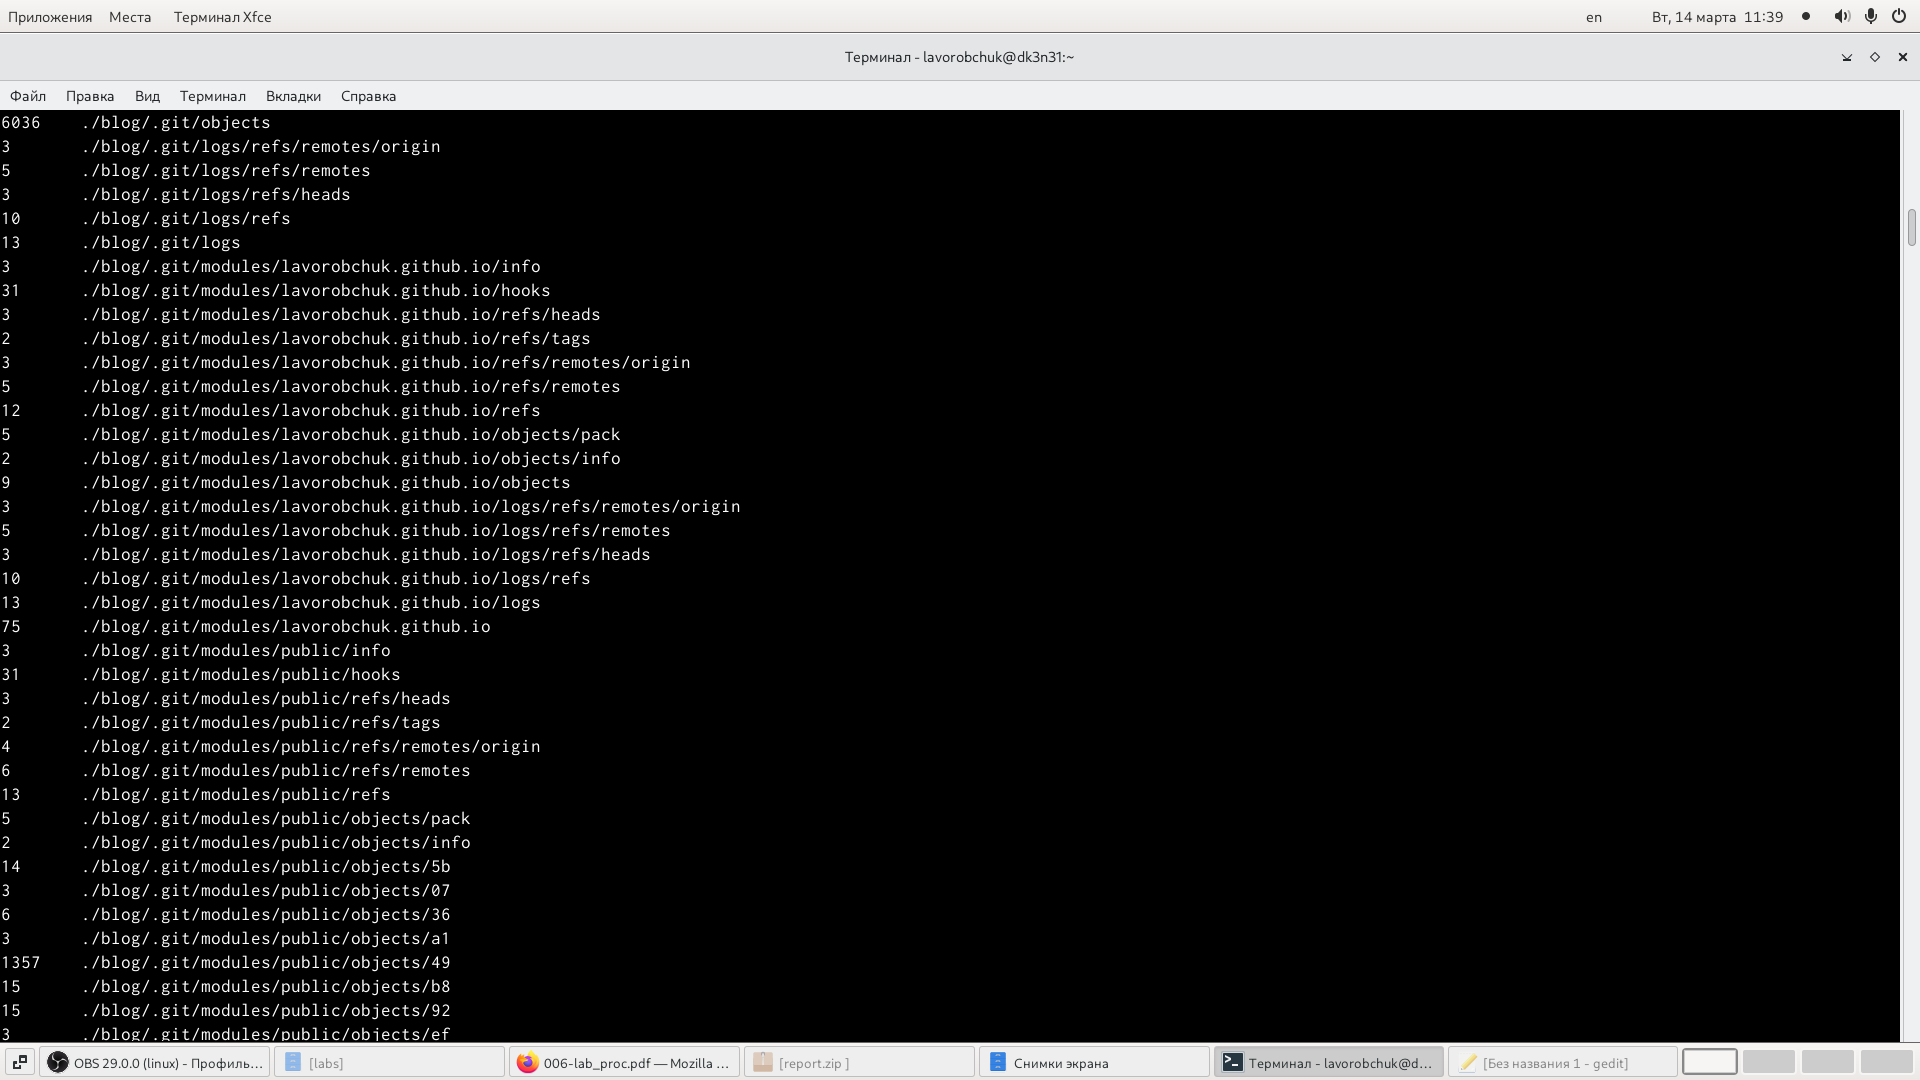 Приложения Места Терминал Xfce en Вт, 14 марта 11:39
Терминал - lavorobchuk@dk3n31:~
Файл Правка Вид Терминал Вкладки Справка
6036 ./blog/.git/objects
3 ./blog/.git/logs/refs/remotes/origin
5 ./blog/.git/logs/refs/remotes
3 ./blog/.git/logs/refs/heads
10 ./blog/.git/logs/refs
13 ./blog/.git/logs
3 ./blog/.git/modules/lavorobchuk.github.io/info
31 ./blog/.git/modules/lavorobchuk.github.io/hooks
3 ./blog/.git/modules/lavorobchuk.github.io/refs/heads
2 ./blog/.git/modules/lavorobchuk.github.io/refs/tags
3 ./blog/.git/modules/lavorobchuk.github.io/refs/remotes/origin
5 ./blog/.git/modules/lavorobchuk.github.io/refs/remotes
12 ./blog/.git/modules/lavorobchuk.github.io/refs
5 ./blog/.git/modules/lavorobchuk.github.io/objects/pack
2 ./blog/.git/modules/lavorobchuk.github.io/objects/info
9 ./blog/.git/modules/lavorobchuk.github.io/objects
3 ./blog/.git/modules/lavorobchuk.github.io/logs/refs/remotes/origin
5 ./blog/.git/modules/lavorobchuk.github.io/logs/refs/remotes
3 ./blog/.git/modules/lavorobchuk.github.io/logs/refs/heads
10 ./blog/.git/modules/lavorobchuk.github.io/logs/refs
13 ./blog/.git/modules/lavorobchuk.github.io/logs
75 ./blog/.git/modules/lavorobchuk.github.io
3 ./blog/.git/modules/public/info
31 ./blog/.git/modules/public/hooks
3 ./blog/.git/modules/public/refs/heads
2 ./blog/.git/modules/public/refs/tags
4 ./blog/.git/modules/public/refs/remotes/origin
6 ./blog/.git/modules/public/refs/remotes
13 ./blog/.git/modules/public/refs
5 ./blog/.git/modules/public/objects/pack
2 ./blog/.git/modules/public/objects/info
14 ./blog/.git/modules/public/objects/5b
3 ./blog/.git/modules/public/objects/07
6 ./blog/.git/modules/public/objects/36
3 ./blog/.git/modules/public/objects/a1
1357 ./blog/.git/modules/public/objects/49
15 ./blog/.git/modules/public/objects/b8
15 ./blog/.git/modules/public/objects/92
3 ./blog/.git/modules/public/objects/ef
OBS 29.0.0 (linux) - Профиль... [labs] 006-lab_proc.pdf — Mozilla ... [report.zip ] Снимки экрана Терминал - lavorobchuk@d... [Без названия 1 - gedit]